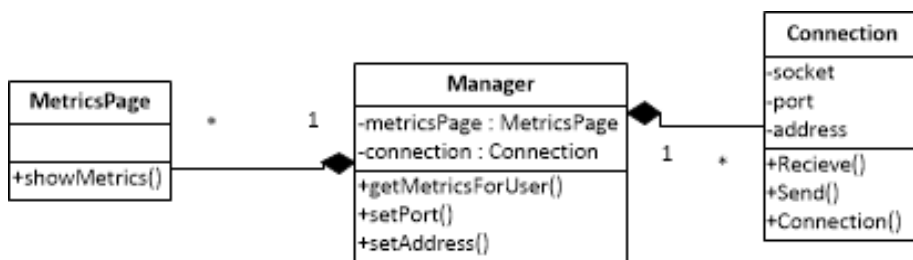 MetricsPage
+showMetrics()
*
1
Manager
-metricsPage : MetricsPage
-connection : Connection
+getMetricsForUser()
+setPort()
+setAddress()
1
*
Connection
-socket
-port
-address
+Recieve()
+Send()
+Connection()